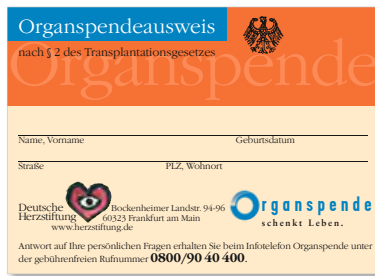 Organspendeausweis
nach § 2 des Transplantationsgesetzes
Organspende
Name, Vorname Geburtsdatum
Straße PLZ, Wohnort
Deutsche Herzstiftung
Bockenheimer Landstr. 94-96
60323 Frankfurt am Main
www.herzstiftung.de
Organspende
schenkt Leben.
Antwort auf Ihre persönlichen Fragen erhalten Sie beim Infotelefon Organspende unter
der gebührenfreien Rufnummer 0800/90 40 400.